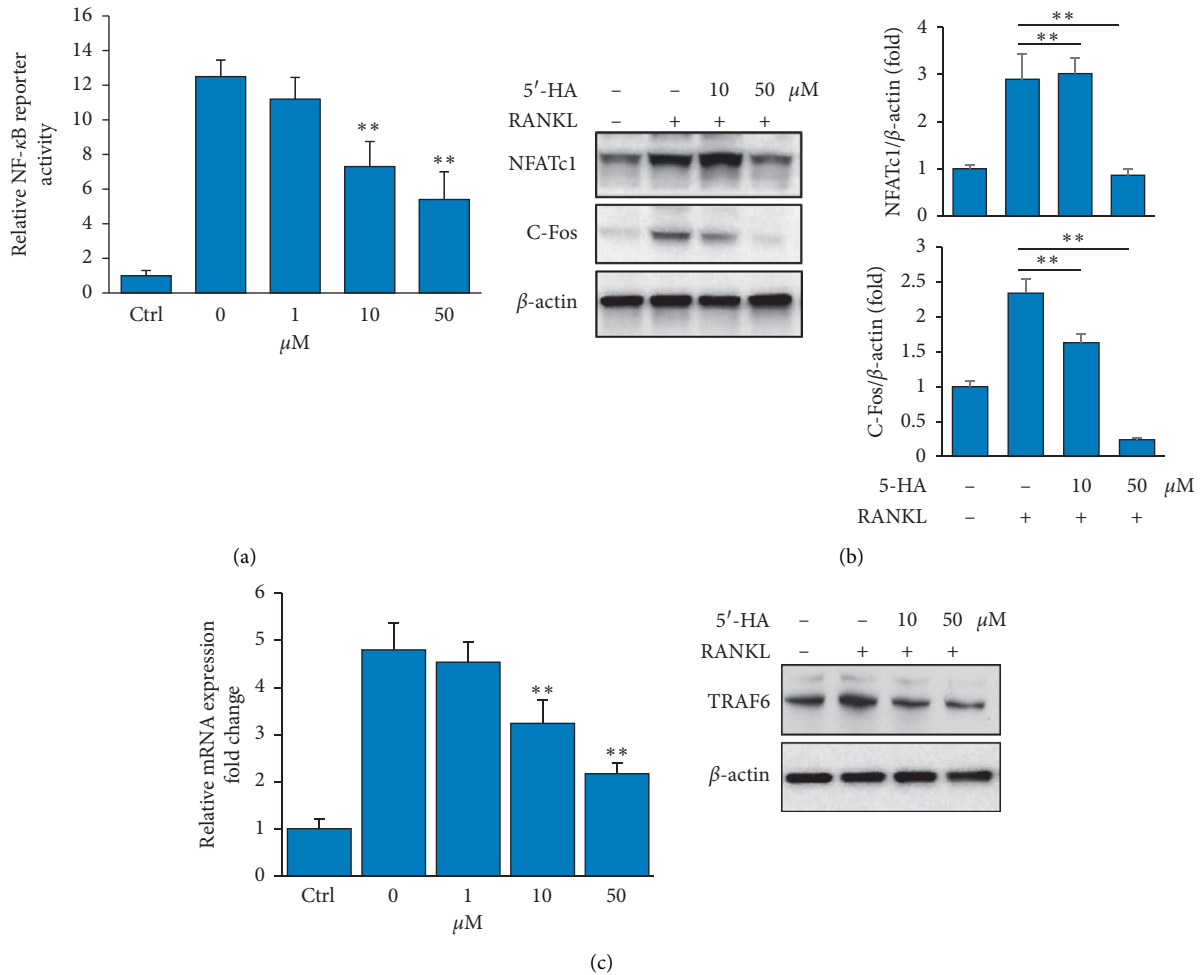 Relative NF-κB reporter
activity
16
14
12
10
8
6
4
2
0
Ctrl 0 1 10 50
μM
**
**
5′-HA – – 10 50 μM
RANKL – + + +
NFATc1
C-Fos
β-actin
NFATc1/β-actin (fold)
4
3
2
1
0
**
**
C-Fos/β-actin (fold)
3
2.5
2
1.5
1
0.5
0
**
**
5-HA – – 10 50 μM
RANKL – + + +
(a)
(b)
Relative mRNA expression
fold change
6
5
4
3
2
1
0
**
**
Ctrl 0 1 10 50
μM
5′-HA – – 10 50 μM
RANKL – + + +
TRAF6
β-actin
(c)